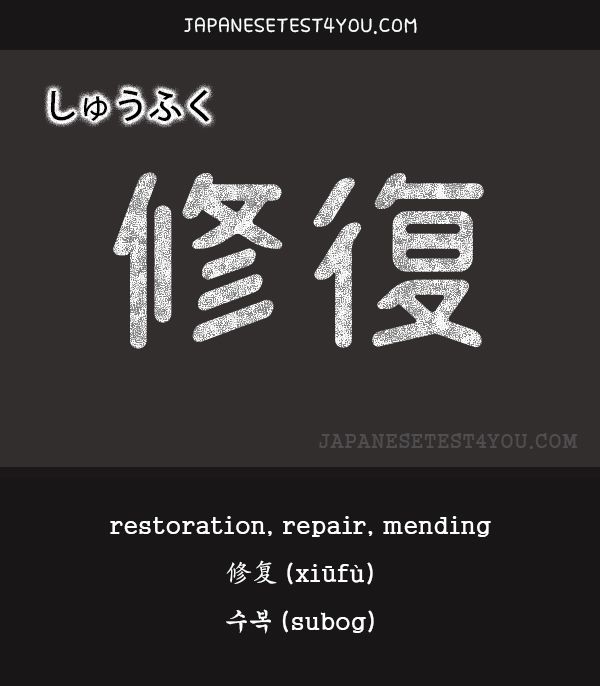 JAPANESETEST4YOU.COM
しゅうふく
修復
JAPANESETEST4YOU.COM
restoration, repair, mending
修复 (xiūfù)
수복 (subog)